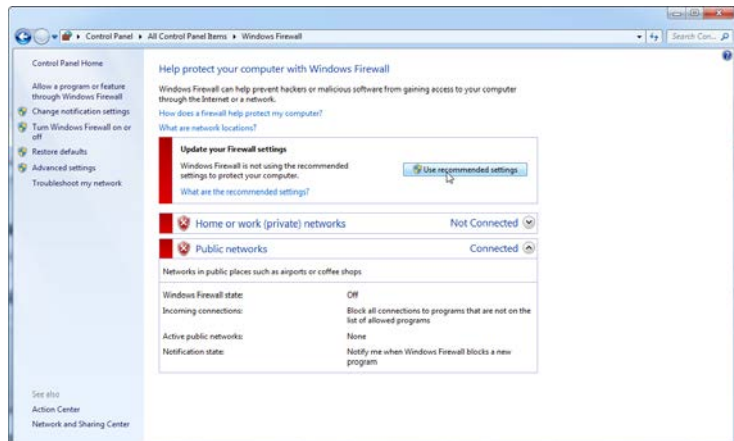 Control Panel ▸ All Control Panel Items ▸ Windows Firewall
Search Con...
Control Panel Home
Allow a program or feature
through Windows Firewall
Change notification settings
Turn Windows Firewall on or
off
Restore defaults
Advanced settings
Troubleshoot my network
See also
Action Center
Network and Sharing Center
Help protect your computer with Windows Firewall
Windows Firewall can help prevent hackers or malicious software from gaining access to your computer
through the Internet or a network.
How does a firewall help protect my computer?
What are network locations?
Update your Firewall settings
Windows Firewall is not using the recommended
settings to protect your computer.
Use recommended settings
What are the recommended settings?
Home or work (private) networks Not Connected
Public networks Connected
Networks in public places such as airports or coffee shops
Windows Firewall state: Off
Incoming connections: Block all connections to programs that are not on the
list of allowed programs
Active public networks: None
Notification state: Notify me when Windows Firewall blocks a new
program